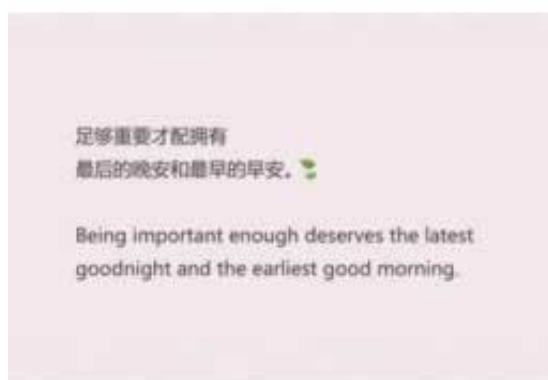 足够重要才配拥有
最后的晚安和最早的早安。🌱
Being important enough deserves the latest
goodnight and the earliest good morning.